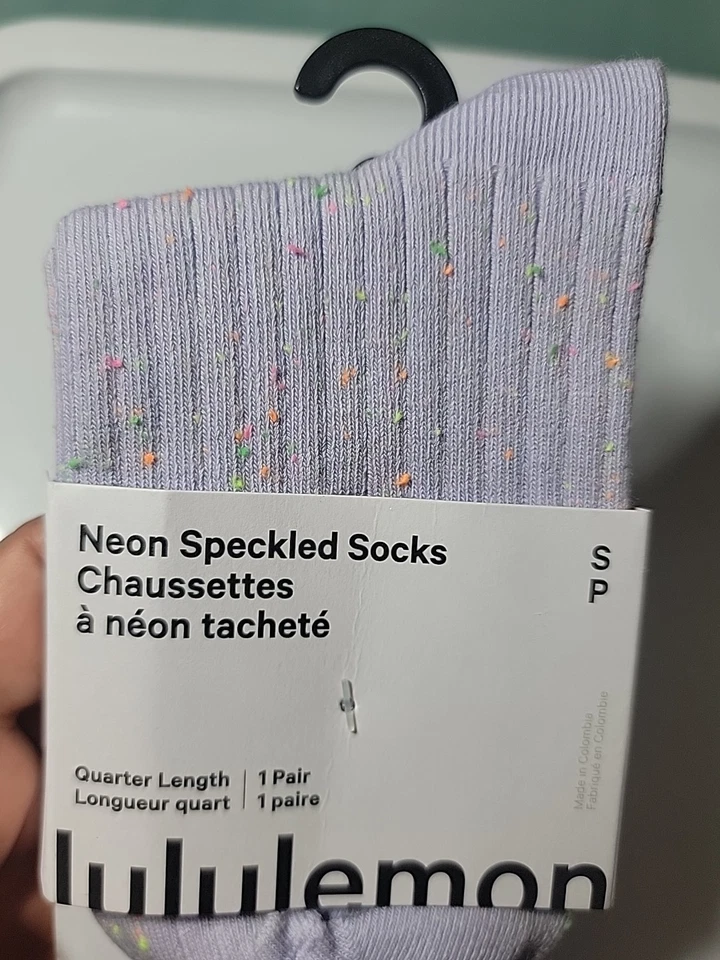 Neon Speckled Socks
Chaussettes
à néon tacheté
S
P
Quarter Length | 1 Pair
Longueur quart | 1 paire
Made in Colombia
Fabriqué en Colombie
lululemon